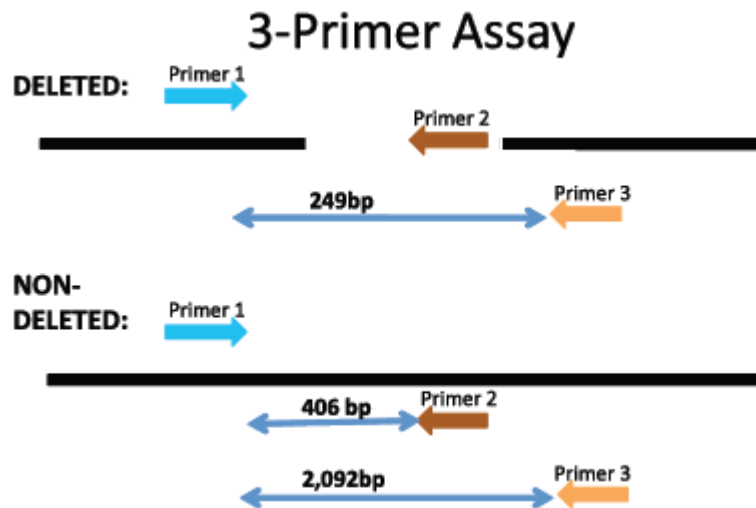 3-Primer Assay
DELETED:
Primer 1
Primer 2
249bp
Primer 3
NON-
DELETED:
Primer 1
406 bp
Primer 2
2,092bp
Primer 3